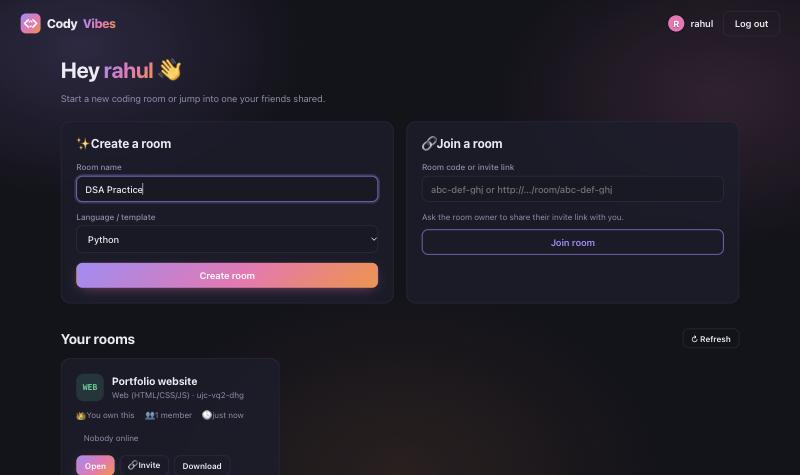 Cody Vibes
R rahul
Log out
Hey rahul 👋
Start a new coding room or jump into one your friends shared.
✨Create a room
Room name
DSA Practice
Language / template
Python
Create room
🔗Join a room
Room code or invite link
abc-def-ghj or http://.../room/abc-def-ghj
Ask the room owner to share their invite link with you.
Join room
Your rooms
↻ Refresh
WEB
Portfolio website
Web (HTML/CSS/JS) · ujc-vq2-dhg
👑You own this 👥1 member 🕒just now
Nobody online
Open 🔗Invite Download